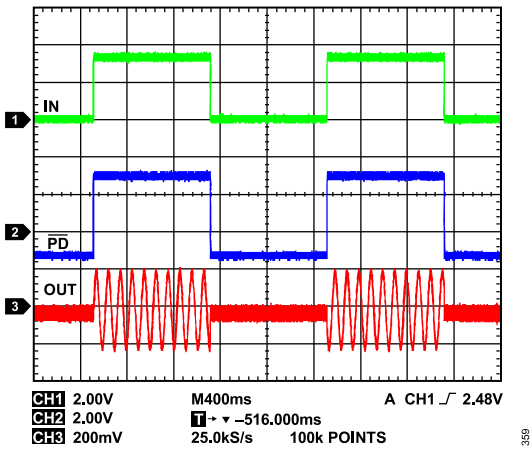 IN
1
2
PD
OUT
3
CH1 2.00V M400ms A CH1 2.48V
CH2 2.00V T → ▼ –516.000ms
CH3 200mV 25.0kS/s 100k POINTS
359